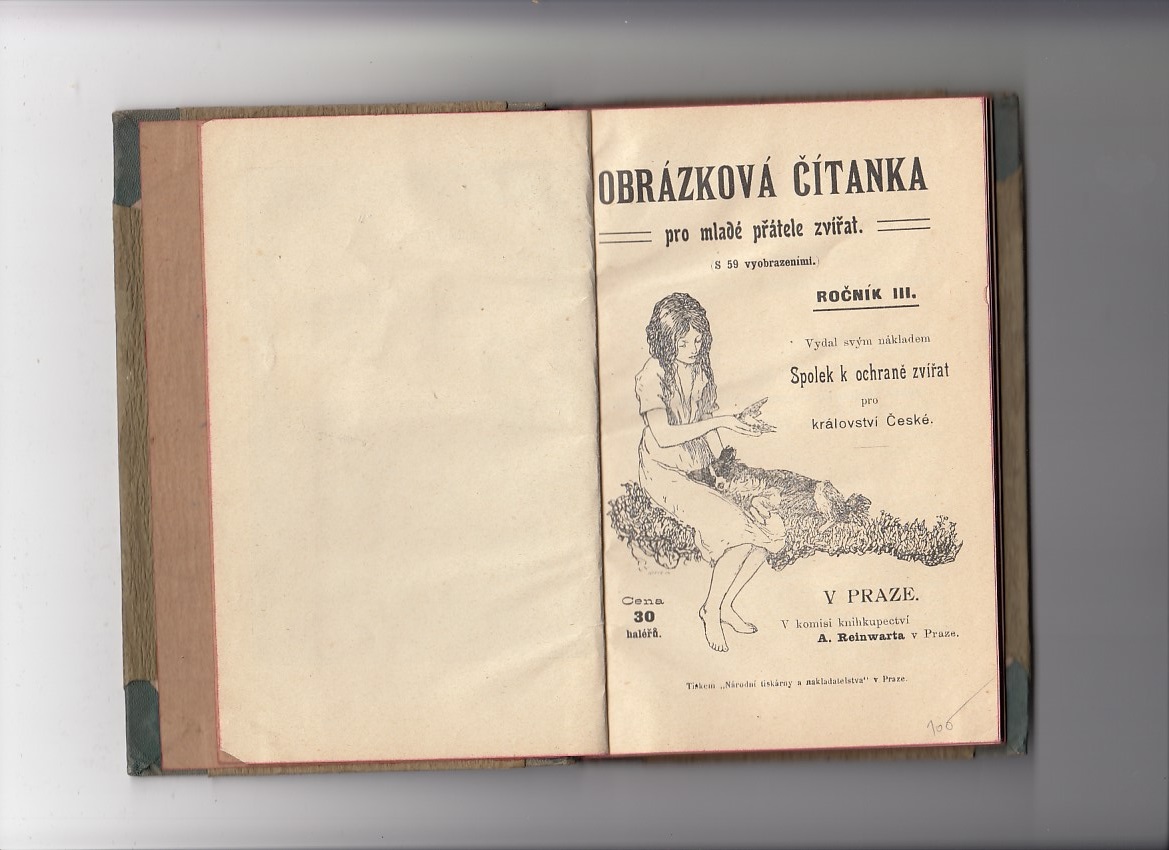 OBRÁZKOVÁ ČÍTANKA
pro mladé přátele zvířat.
(S 59 vyobrazeními.)
ROČNÍK III.
Vydal svým nákladem
Spolek k ochraně zvířat
pro
království České.
Cena
30
haléřů.
V PRAZE.
V komisi knihkupectví
A. Reinwarta v Praze.
Tiskem „Národní tiskárny a nakladatelstva" v Praze.
100